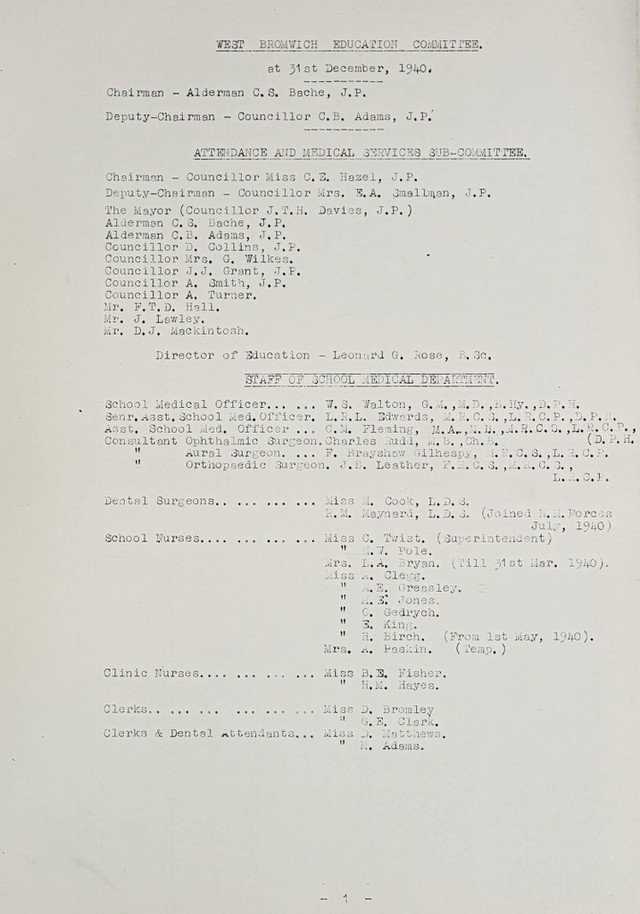 WEST BROMWICH EDUCATION COMMITTEE.
at 31st December, 1940.
Chairman - Alderman C.S. Bache, J.P.
Deputy-Chairman - Councillor C.B. Adams, J.P.
ATTENDANCE AND MEDICAL SERVICES SUB-COMMITTEE.
Chairman - Councillor Miss C.E. Hazel, J.P.
Deputy-Chairman - Councillor Mrs. E.A. Smallman, J.P.
The Mayor (Councillor J.T.H. Davies, J.P.)
Alderman C.S. Bache, J.P.
Alderman C.B. Adams, J.P.
Councillor D. Collins, J.P.
Councillor Mrs. G. Wilkes.
Councillor J.J. Grant, J.P.
Councillor A. Smith, J.P.
Councillor A. Turner.
Mr. F.T.D. Hall.
Mr. J. Lawley.
Mr. D.J. Mackintosh.
Director of Education - Leonard G. Rose, B.Sc.
STAFF OF SCHOOL MEDICAL DEPARTMENT.
School Medical Officer... ... W.S. Walton, G.M.,M.D.,B.Hy.,D.P.H.
Senr.Asst.School Med.Officer. L.R.L. Edwards, M.R.C.S.,L.R.C.P.,D.P.H.
Asst. School Med. Officer ... C.M. Fleming, M.A.,M.B.,M.R.C.S.,L.R.C.P.,
Consultant Ophthalmic Surgeon.Charles Rudd, M.B.,Ch.B. (D.P.H.
" Aural Surgeon. ... F. Brayshaw Gilhespy, F.R.C.S.,L.R.C.P.
" Orthopaedic Surgeon. J.B. Leather, F.R.C.S.,M.R.C.S.,
L.R.C.P.
Dental Surgeons.. ... ... ... Miss M. Cook, L.D.S.
Maynard, L.D.S. (Joined H.M.Forces
July, 1940)
School Nurses... ... ... ... Miss C. Twist. (Superintendent)
" Pole.
Mrs. L.A. Bryan. (Till 31st Mar. 1940).
Miss Clegg.
" Greasley.
" Jones.
" C. Gedrych.
" E. King.
" H. Birch. (From 1st May, 1940).
Mrs. A. Paskin. (Temp.)
Clinic Nurses.... ... ... ... Miss B.E. Fisher.
" H.M. Hayes.
Clerks.. ... ... ... ... ... Miss D. Bromley
" G.E. Clark.
Clerks & Dental Attendants... Miss D. Matthews.
" M. Adams.
- 1 -